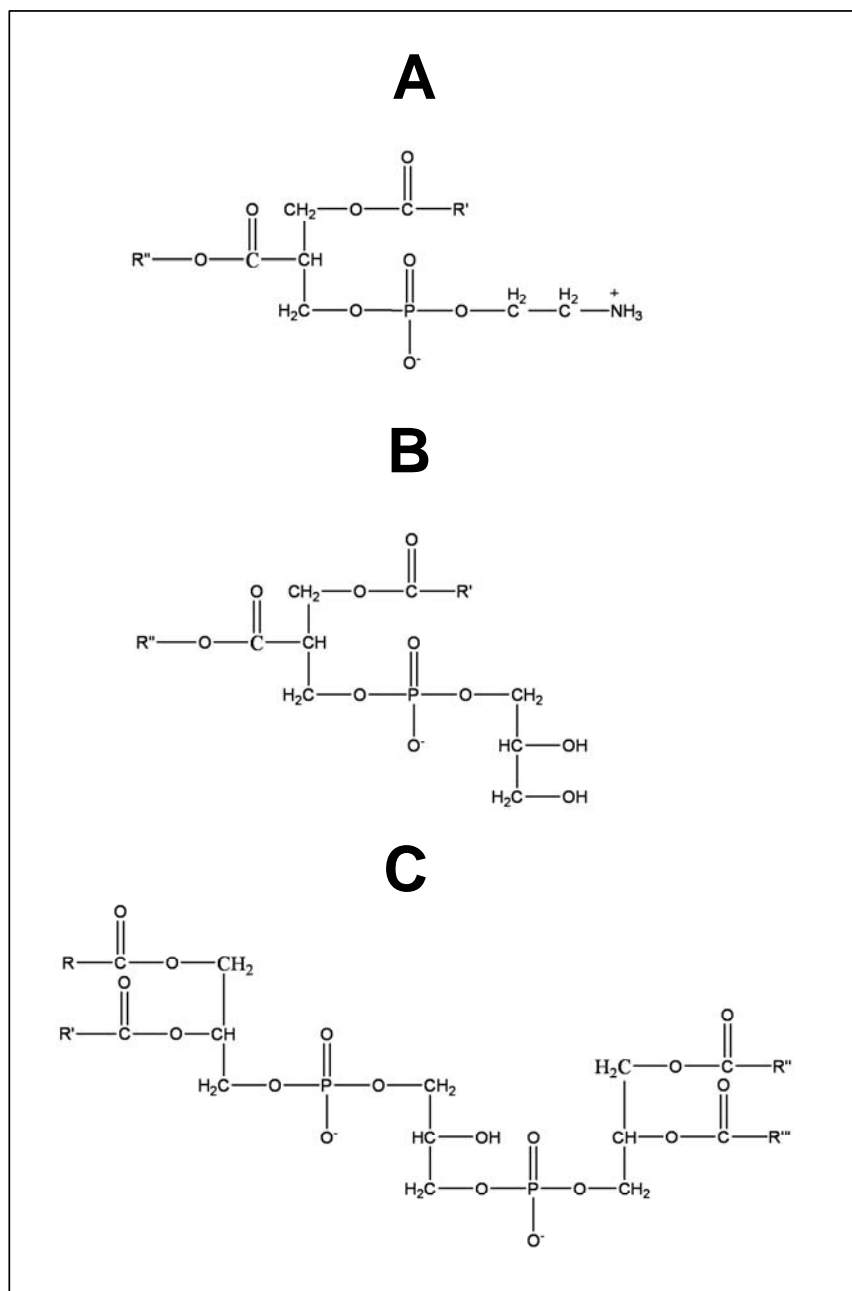 A
O
CH2 O C R'
O
R'' O C CH
O
H2 H2 +
H2C O P O C C NH3
O-
B
O
CH2 O C R'
O
R'' O C CH
O
H2C O P O CH2
O- HC OH
H2C OH
C
O
R C O CH2
O
R' C O CH
O
O
H2C O C R''
O
H2C O P O CH2
O- HC OH
O
CH O C R'''
H2C O P O CH2
O-